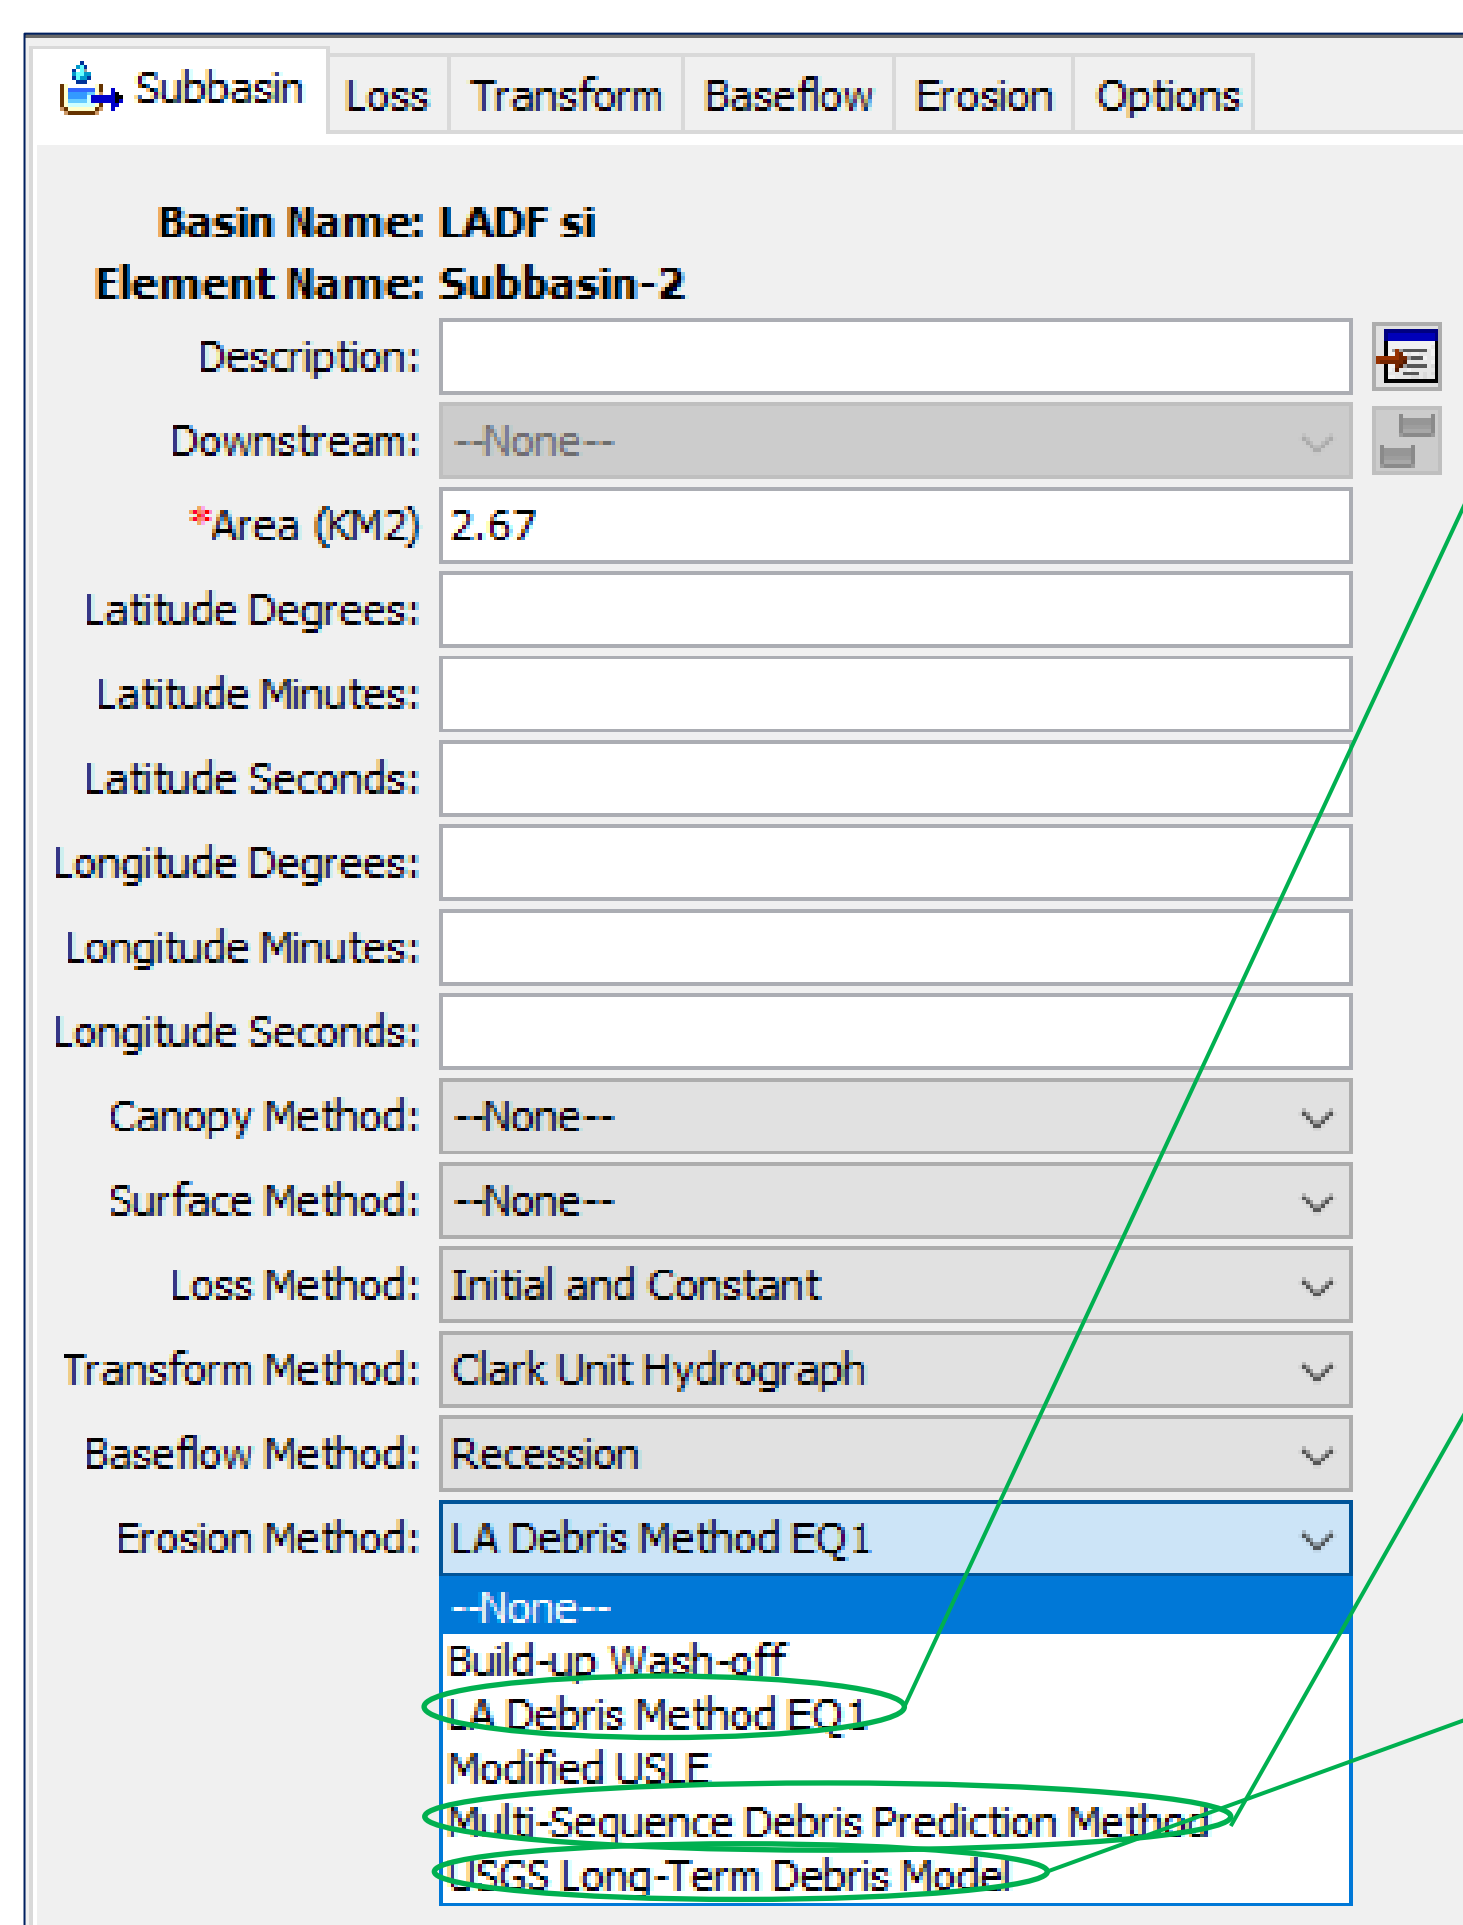 Subbasin Loss Transform Baseflow Erosion Options
Basin Name: LADF si
Element Name: Subbasin-2
Description:
Downstream: --None--
*Area (KM2) 2.67
Latitude Degrees:
Latitude Minutes:
Latitude Seconds:
Longitude Degrees:
Longitude Minutes:
Longitude Seconds:
Canopy Method: --None--
Surface Method: --None--
Loss Method: Initial and Constant
Transform Method: Clark Unit Hydrograph
Baseflow Method: Recession
Erosion Method: LA Debris Method EQ1
--None--
Build-up Wash-off
LA Debris Method EQ1
Modified USLE
Multi-Sequence Debris Prediction Method
USGS Long-Term Debris Model